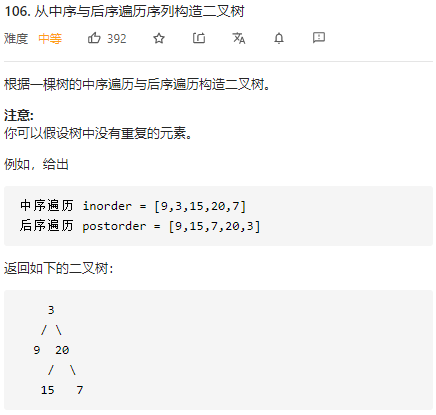 106. 从中序与后序遍历序列构造二叉树
难度 中等 392
根据一棵树的中序遍历与后序遍历构造二叉树。
注意:
你可以假设树中没有重复的元素。
例如，给出
中序遍历 inorder = [9,3,15,20,7]
后序遍历 postorder = [9,15,7,20,3]
返回如下的二叉树：
3
/ \
9 20
/ \
15 7